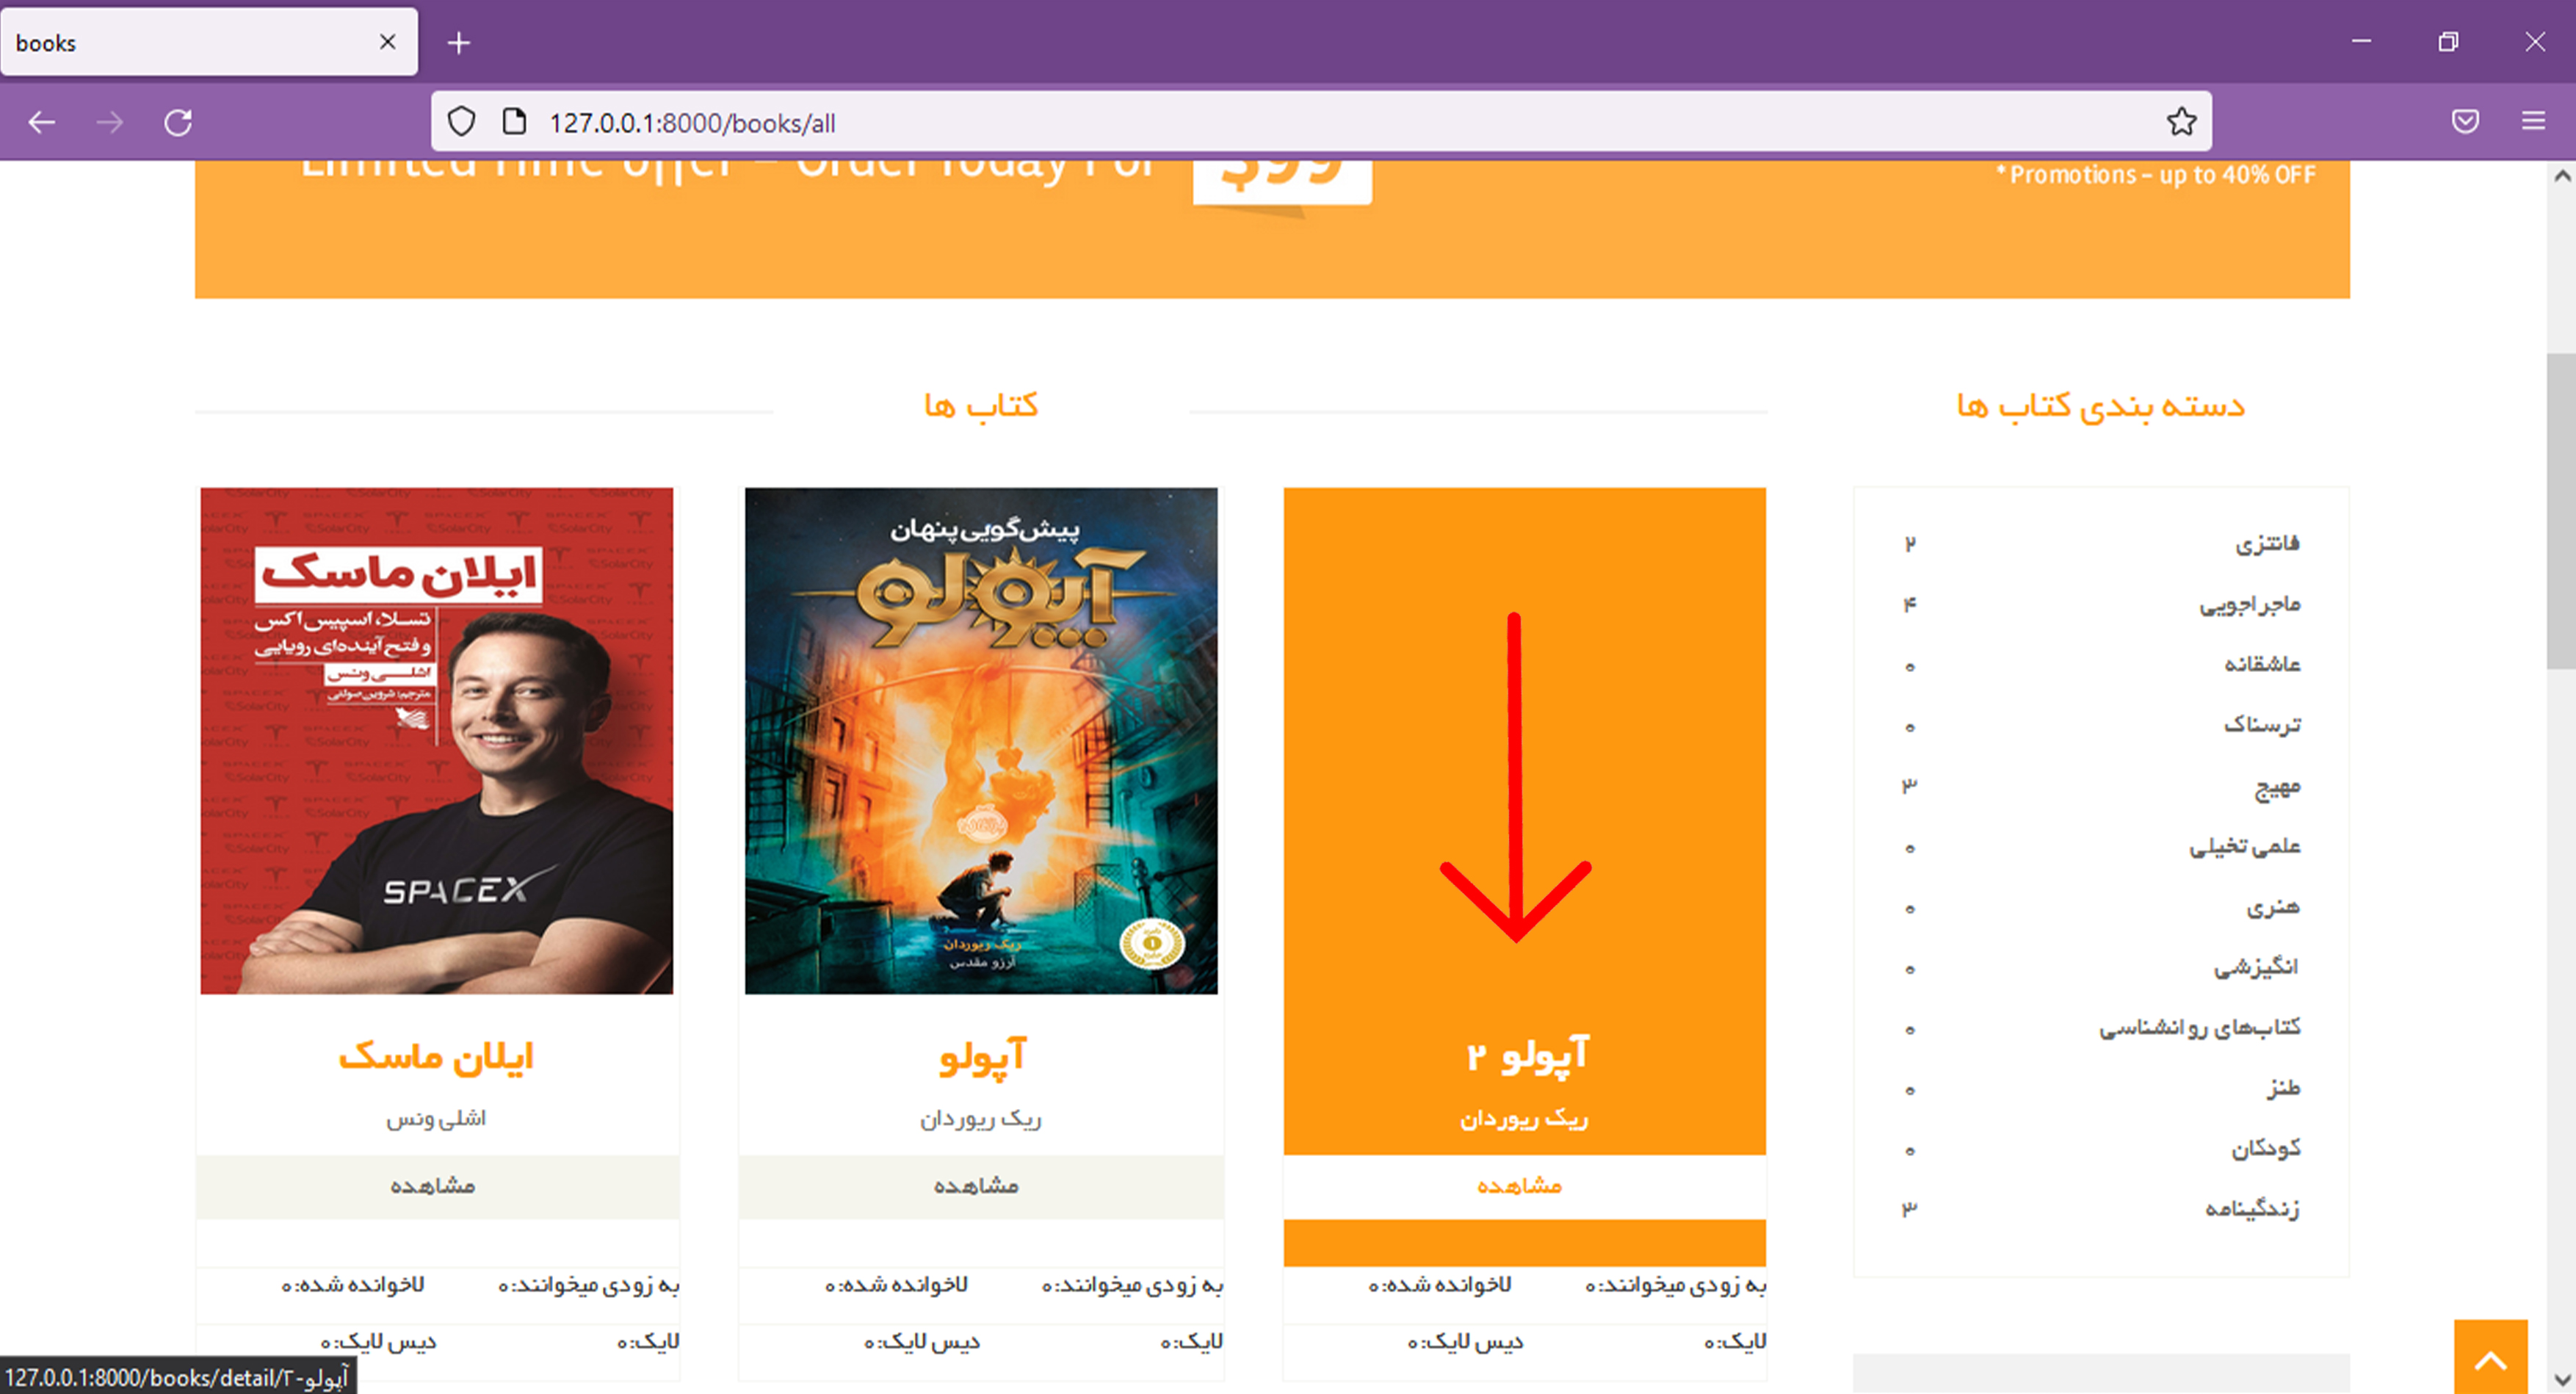 books
127.0.0.1:8000/books/all
Limited Time offer – Order Today For $99
* Promotions – up to 40% OFF
دسته بندی کتاب ها
کتاب ها
فانتزی ۲
ماجراجویی ۴
عاشقانه ۰
ترسناک ۰
مهیج ۳
علمی تخیلی ۰
هنری ۰
انگیزشی ۰
کتاب‌های روانشناسی ۰
طنز ۰
کودکان ۰
زندگینامه ۳
آپولو ۲
ریک ریوردان
مشاهده
به زودی میخوانند:۰ لاخوانده شده:۰
لایک:۰ دیس لایک:۰
پیش‌گویی پنهان
آپولو
ریک ریوردان
آرزو مقدس
آپولو
ریک ریوردان
مشاهده
به زودی میخوانند:۰ لاخوانده شده:۰
لایک:۰ دیس لایک:۰
ایلان ماسک
تسلا، اسپیس‌اکس
و فتح آینده‌ای رویایی
اشلی ونس
مترجم: شروین صولتی
SPACEX
ایلان ماسک
اشلی ونس
مشاهده
به زودی میخوانند:۰ لاخوانده شده:۰
لایک:۰ دیس لایک:۰
127.0.0.1:8000/books/detail/آپولو-۲